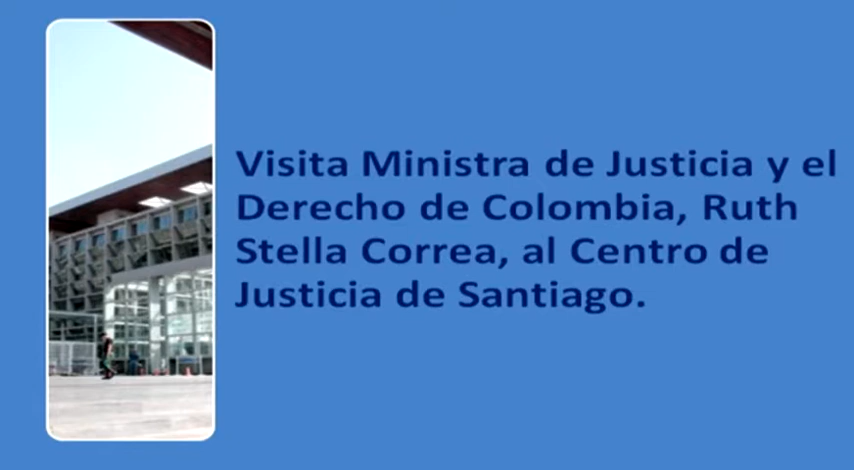 Visita Ministra de Justicia y el
Derecho de Colombia, Ruth
Stella Correa, al Centro de
Justicia de Santiago.